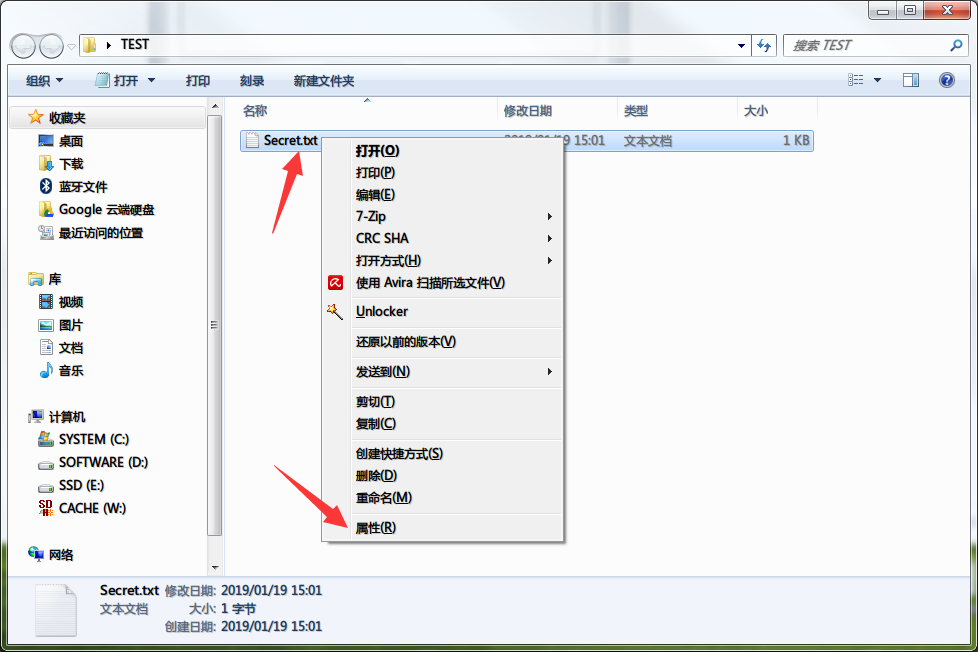 TEST
搜索 TEST
组织 打开 打印 刻录 新建文件夹
名称 修改日期 类型 大小
收藏夹
桌面
下载
蓝牙文件
Google 云端硬盘
最近访问的位置
库
视频
图片
文档
音乐
计算机
SYSTEM (C:)
SOFTWARE (D:)
SSD (E:)
CACHE (W:)
网络
Secret.txt 2019/01/19 15:01 文本文档 1 KB
打开(O)
打印(P)
编辑(E)
7-Zip
CRC SHA
打开方式(H)
使用 Avira 扫描所选文件(V)
Unlocker
还原以前的版本(V)
发送到(N)
剪切(T)
复制(C)
创建快捷方式(S)
删除(D)
重命名(M)
属性(R)
Secret.txt 修改日期: 2019/01/19 15:01
文本文档 大小: 1 字节
创建日期: 2019/01/19 15:01